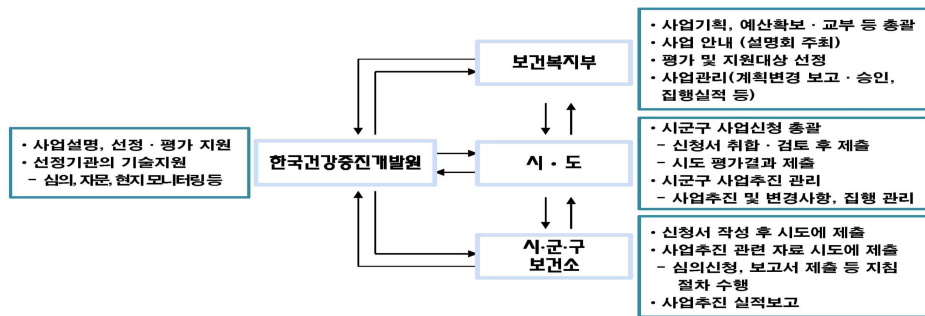 • 사업기획, 예산확보 · 교부 등 총괄
• 사업 안내 (설명회 주최)
• 평가 및 지원대상 선정
• 사업관리(계획변경 보고 · 승인,
집행실적 등)
보건복지부
• 사업설명, 선정 · 평가 지원
• 선정기관의 기술지원
– 심의, 자문, 현지 모니터링 등
한국건강증진개발원
시 · 도
• 시군구 사업신청 총괄
– 신청서 취합 · 검토 후 제출
– 시도 평가결과 제출
• 시군구 사업추진 관리
– 사업추진 및 변경사항, 집행 관리
시·군·구
보건소
• 신청서 작성 후 시도에 제출
• 사업추진 관련 자료 시도에 제출
– 심의신청, 보고서 제출 등 지침
절차 수행
• 사업추진 실적보고